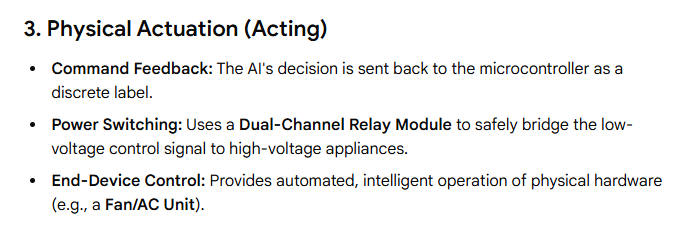 3. Physical Actuation (Acting)
• Command Feedback: The AI's decision is sent back to the microcontroller as a
discrete label.
• Power Switching: Uses a Dual-Channel Relay Module to safely bridge the low-
voltage control signal to high-voltage appliances.
• End-Device Control: Provides automated, intelligent operation of physical hardware
(e.g., a Fan/AC Unit).